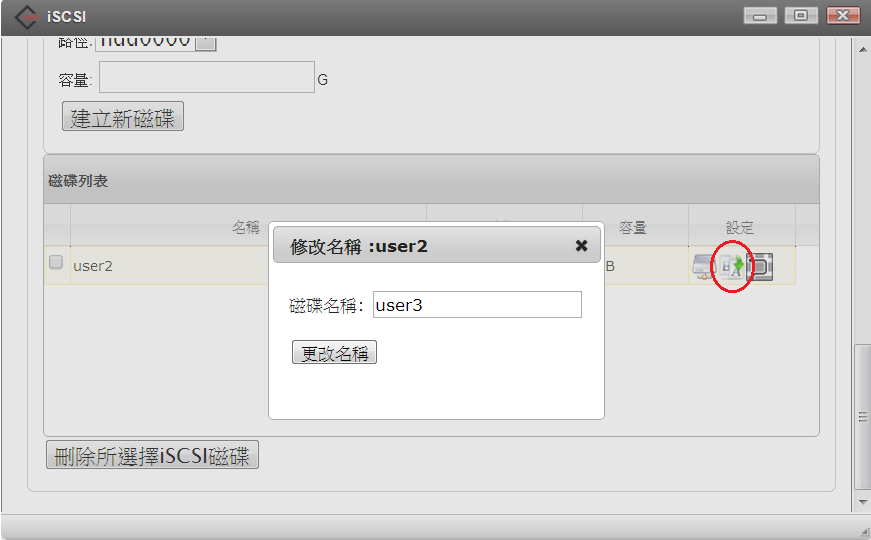 iSCSI
路徑:
容量: G
建立新磁碟
磁碟列表
名稱 容量 設定
user2 B
修改名稱 :user2
磁碟名稱: user3
更改名稱
刪除所選擇iSCSI磁碟